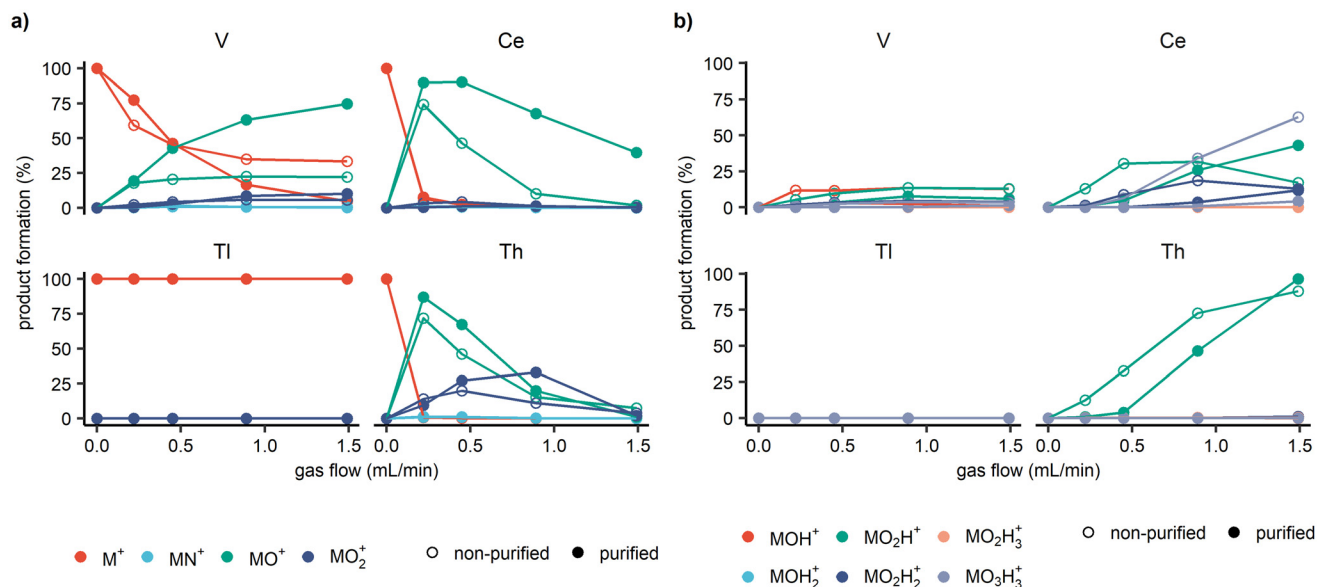 a)
V
Ce
100
75
50
25
0
Tl
Th
100
75
50
25
0
product formation (%)
0.0 0.5 1.0 1.5 0.0 0.5 1.0 1.5
gas flow (mL/min)
M⁺ MN⁺ MO⁺ MO₂⁺ non-purified purified
b)
V
Ce
100
75
50
25
0
Tl
Th
100
75
50
25
0
product formation (%)
0.0 0.5 1.0 1.5 0.0 0.5 1.0 1.5
gas flow (mL/min)
MOH⁺ MO₂H⁺ MO₂H₃⁺ non-purified purified
MOH₂⁺ MO₂H₂⁺ MO₃H₃⁺